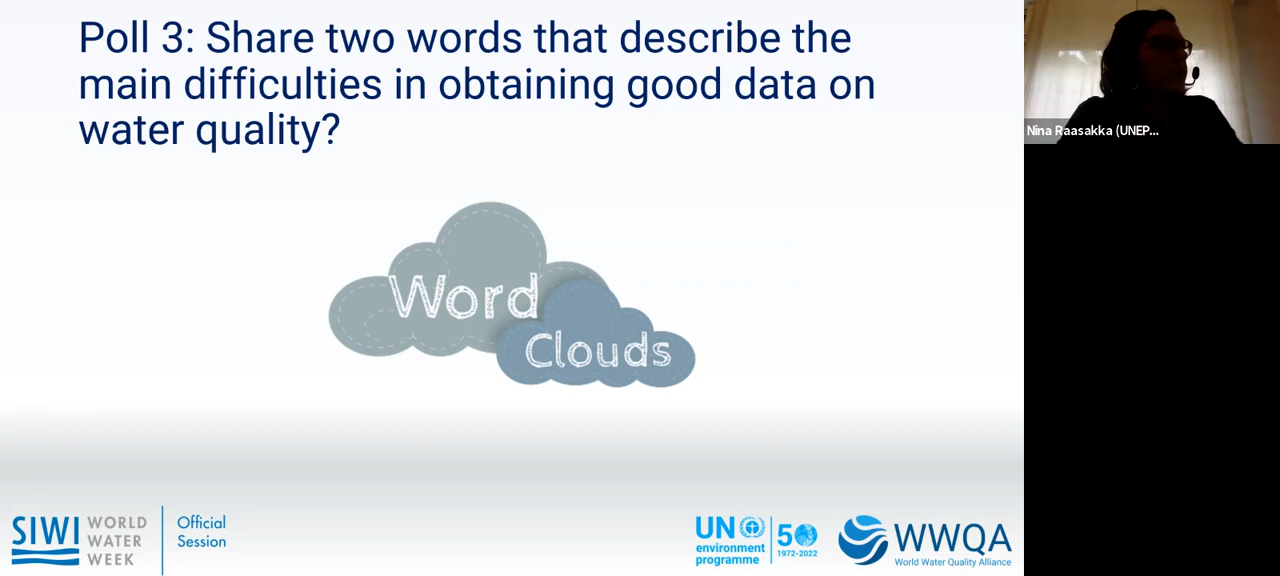 Poll 3: Share two words that describe the
main difficulties in obtaining good data on
water quality?
Word
Clouds
Nina Raasakka (UNEP...
SIWI
WORLD
WATER
WEEK
Official
Session
UN
environment
programme
50
1972-2022
WWQA
World Water Quality Alliance